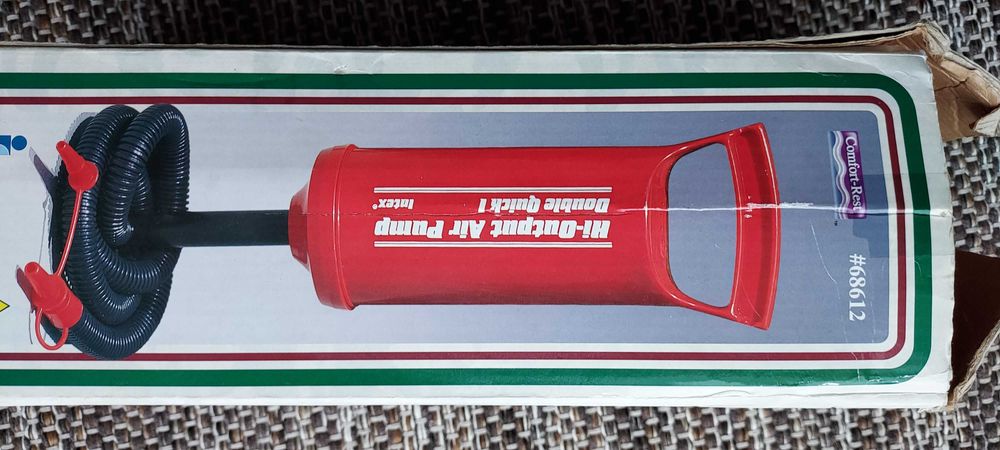 Comfort-Rest
#68612
Hi-Output Air Pump
Double Quick I
Intex®